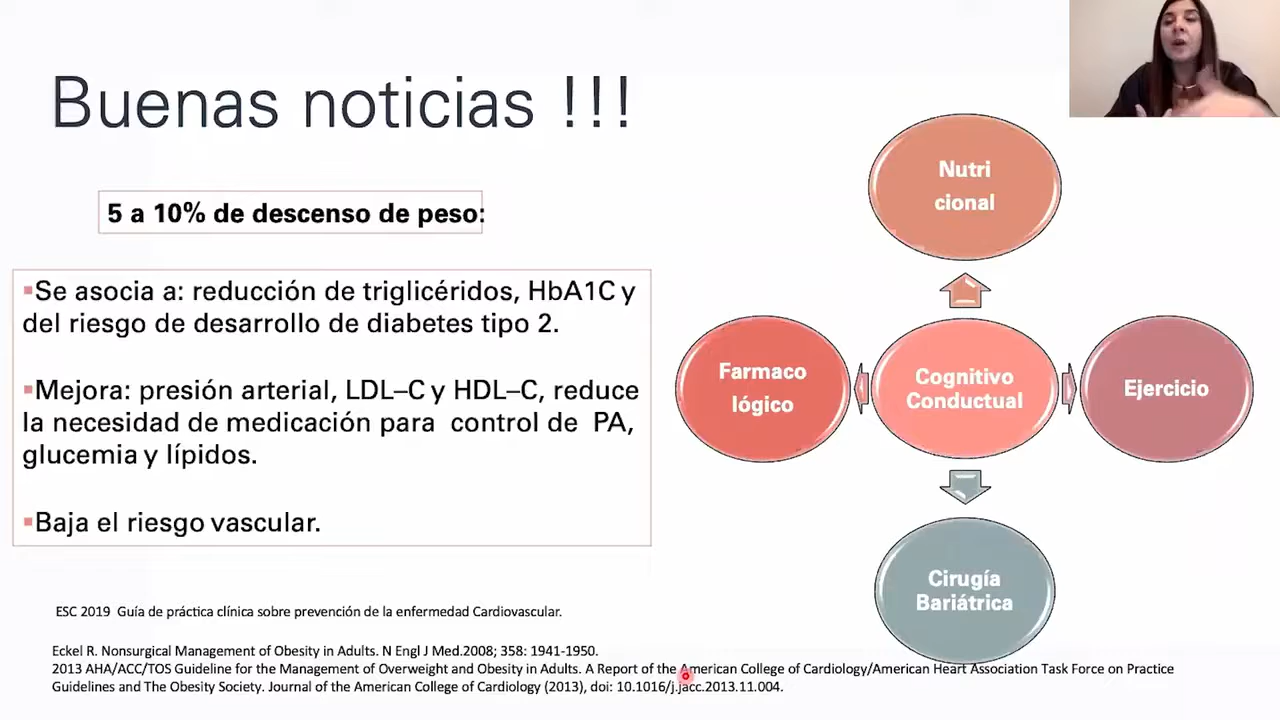 Buenas noticias !!!
5 a 10% de descenso de peso:
▪Se asocia a: reducción de triglicéridos, HbA1C y
del riesgo de desarrollo de diabetes tipo 2.
▪Mejora: presión arterial, LDL–C y HDL–C, reduce
la necesidad de medicación para control de PA,
glucemia y lípidos.
▪Baja el riesgo vascular.
Nutri
cional
Farmaco
lógico
Cognitivo
Conductual
Ejercicio
Cirugía
Bariátrica
ESC 2019 Guía de práctica clínica sobre prevención de la enfermedad Cardiovascular.
Eckel R. Nonsurgical Management of Obesity in Adults. N Engl J Med.2008; 358: 1941-1950.
2013 AHA/ACC/TOS Guideline for the Management of Overweight and Obesity in Adults. A Report of the American College of Cardiology/American Heart Association Task Force on Practice
Guidelines and The Obesity Society. Journal of the American College of Cardiology (2013), doi: 10.1016/j.jacc.2013.11.004.